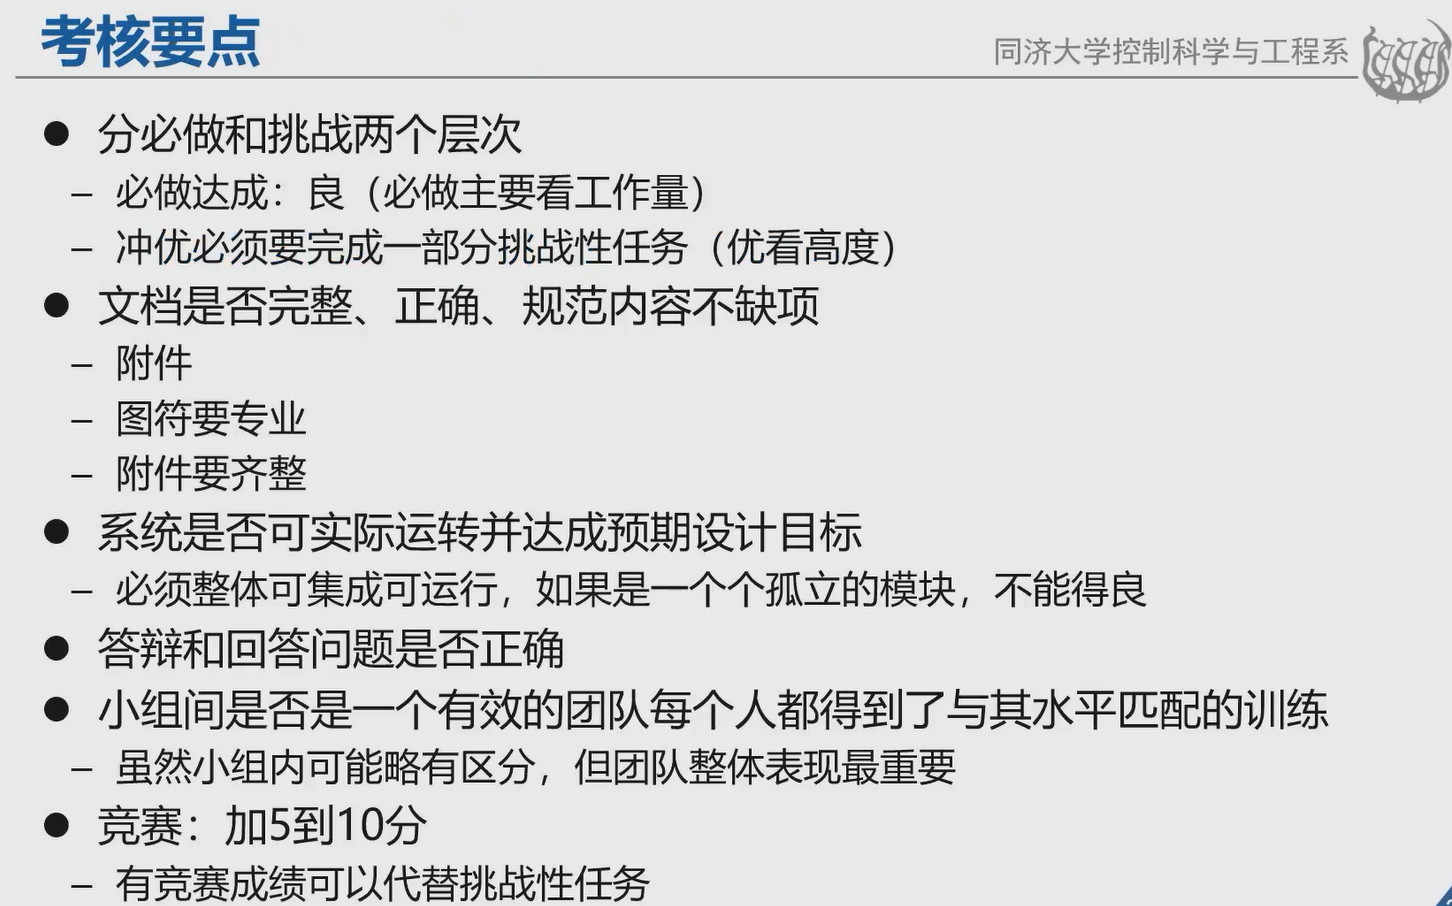 考核要点
同济大学控制科学与工程系
● 分必做和挑战两个层次
– 必做达成：良（必做主要看工作量）
– 冲优必须要完成一部分挑战性任务（优看高度）
● 文档是否完整、正确、规范内容不缺项
– 附件
– 图符要专业
– 附件要齐整
● 系统是否可实际运转并达成预期设计目标
– 必须整体可集成可运行，如果是一个个孤立的模块，不能得良
● 答辩和回答问题是否正确
● 小组间是否是一个有效的团队每个人都得到了与其水平匹配的训练
– 虽然小组内可能略有区分，但团队整体表现最重要
● 竞赛：加5到10分
– 有竞赛成绩可以代替挑战性任务